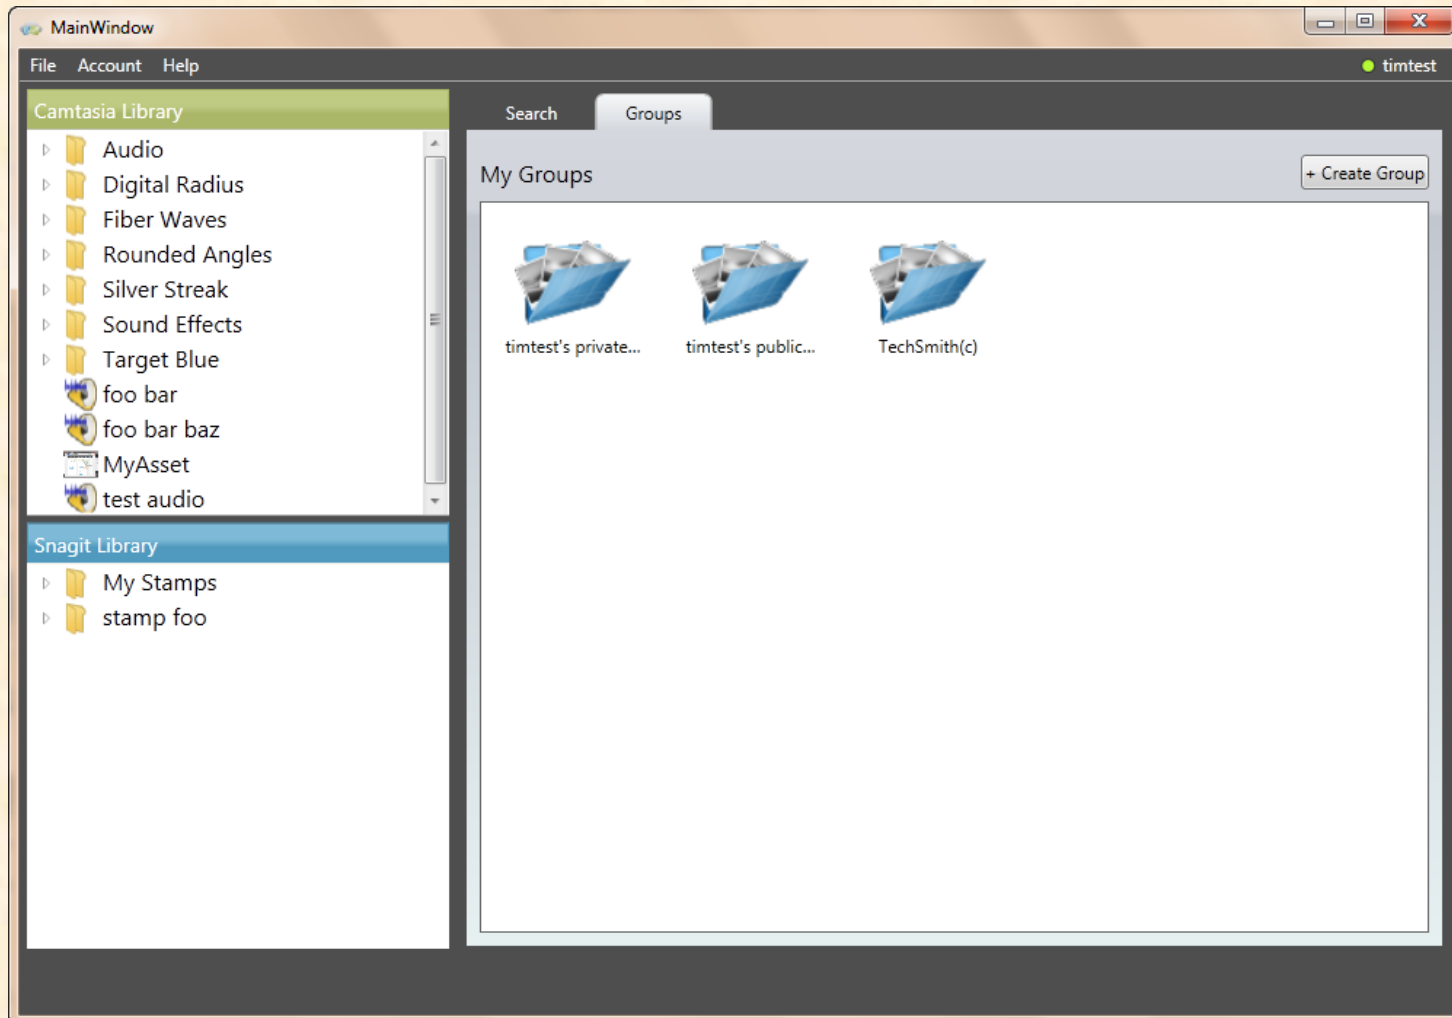 MainWindow
File Account Help
timtest
Camtasia Library
Audio
Digital Radius
Fiber Waves
Rounded Angles
Silver Streak
Sound Effects
Target Blue
foo bar
foo bar baz
MyAsset
test audio
Snagit Library
My Stamps
stamp foo
Search Groups
My Groups
+ Create Group
timtest's private... timtest's public... TechSmith(c)